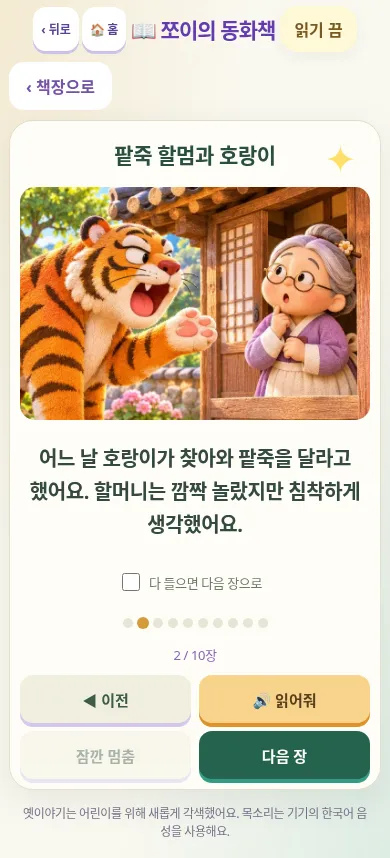 ‹ 뒤로 🏠 홈 📖 쪼이의 동화책 읽기 끔
‹ 책장으로
팥죽 할멈과 호랑이
어느 날 호랑이가 찾아와 팥죽을 달라고
했어요. 할머니는 깜짝 놀랐지만 침착하게
생각했어요.
다 들으면 다음 장으로
2 / 10장
◀ 이전 🔊 읽어줘
잠깐 멈춤 다음 장
옛이야기는 어린이를 위해 새롭게 각색했어요. 목소리는 기기의 한국어 음
성을 사용해요.